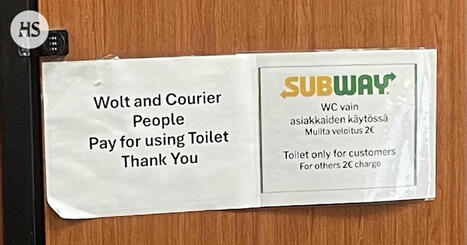 HS
Wolt and Courier
People
Pay for using Toilet
Thank You
SUBWAY
WC vain
asiakkaiden käytössä
Muilta veloitus 2€
Toilet only for customers
For others 2€ charge